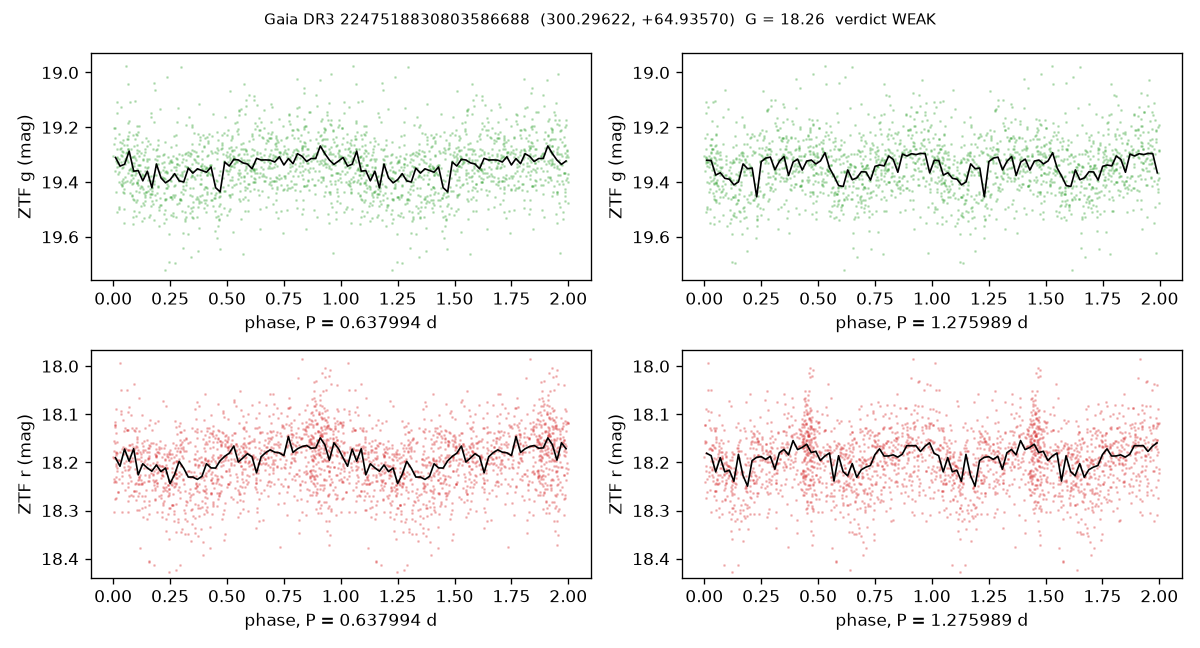 Gaia DR3 2247518830803586688  (300.29622, +64.93570)  G = 18.26  verdict WEAK
ZTF g (mag)
19.0
19.2
19.4
19.6
0.00 0.25 0.50 0.75 1.00 1.25 1.50 1.75 2.00
phase, P = 0.637994 d
ZTF g (mag)
19.0
19.2
19.4
19.6
0.00 0.25 0.50 0.75 1.00 1.25 1.50 1.75 2.00
phase, P = 1.275989 d
ZTF r (mag)
18.0
18.1
18.2
18.3
18.4
0.00 0.25 0.50 0.75 1.00 1.25 1.50 1.75 2.00
phase, P = 0.637994 d
ZTF r (mag)
18.0
18.1
18.2
18.3
18.4
0.00 0.25 0.50 0.75 1.00 1.25 1.50 1.75 2.00
phase, P = 1.275989 d